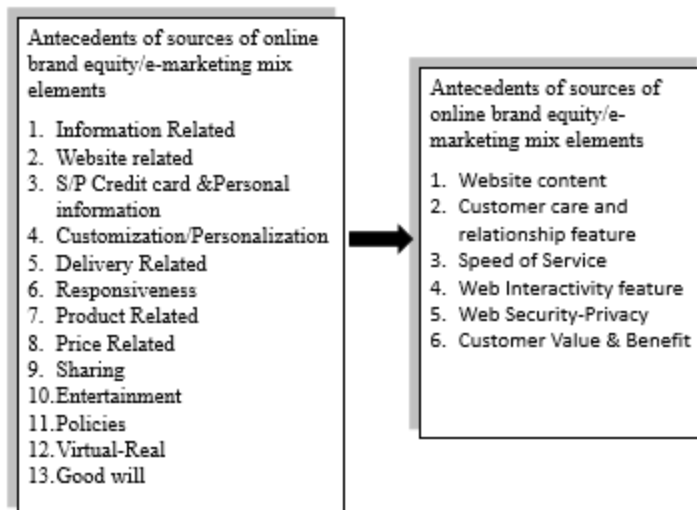 Antecedents of sources of online
brand equity/e-marketing mix
elements
1. Information Related
2. Website related
3. S/P Credit card &Personal
information
4. Customization/Personalization
5. Delivery Related
6. Responsiveness
7. Product Related
8. Price Related
9. Sharing
10.Entertainment
11.Policies
12.Virtual-Real
13.Good will
Antecedents of sources of
online brand equity/e-
marketing mix elements
1. Website content
2. Customer care and
relationship feature
3. Speed of Service
4. Web Interactivity feature
5. Web Security-Privacy
6. Customer Value & Benefit